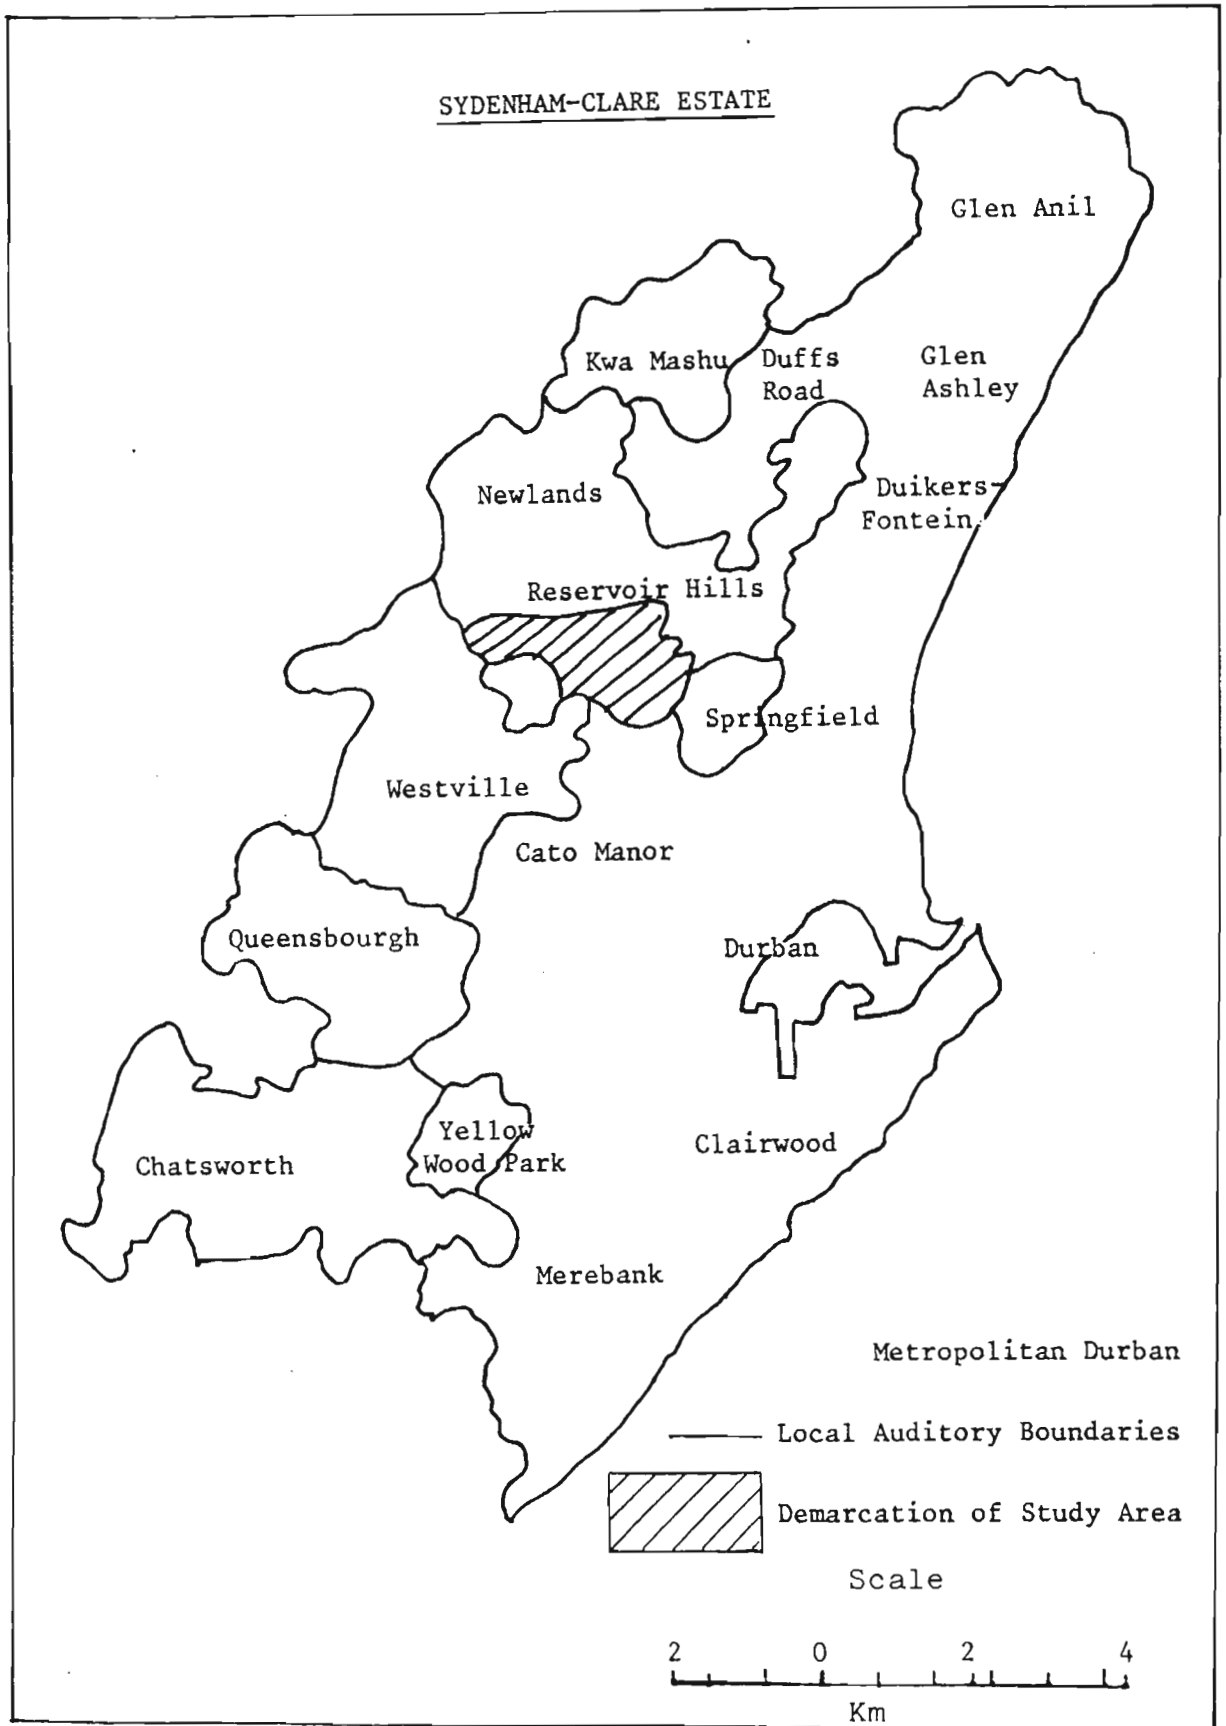 SYDENHAM-CLARE ESTATE
Glen Anil
Kwa Mashu
Duffs
Road
Glen
Ashley
Newlands
Duikers-
Fontein
Reservoir Hills
Springfield
Westville
Cato Manor
Queensbourgh
Durban
Yellow
Wood Park
Clairwood
Chatsworth
Merebank
Metropolitan Durban
Local Auditory Boundaries
Demarcation of Study Area
Scale
2 0 2 4
Km